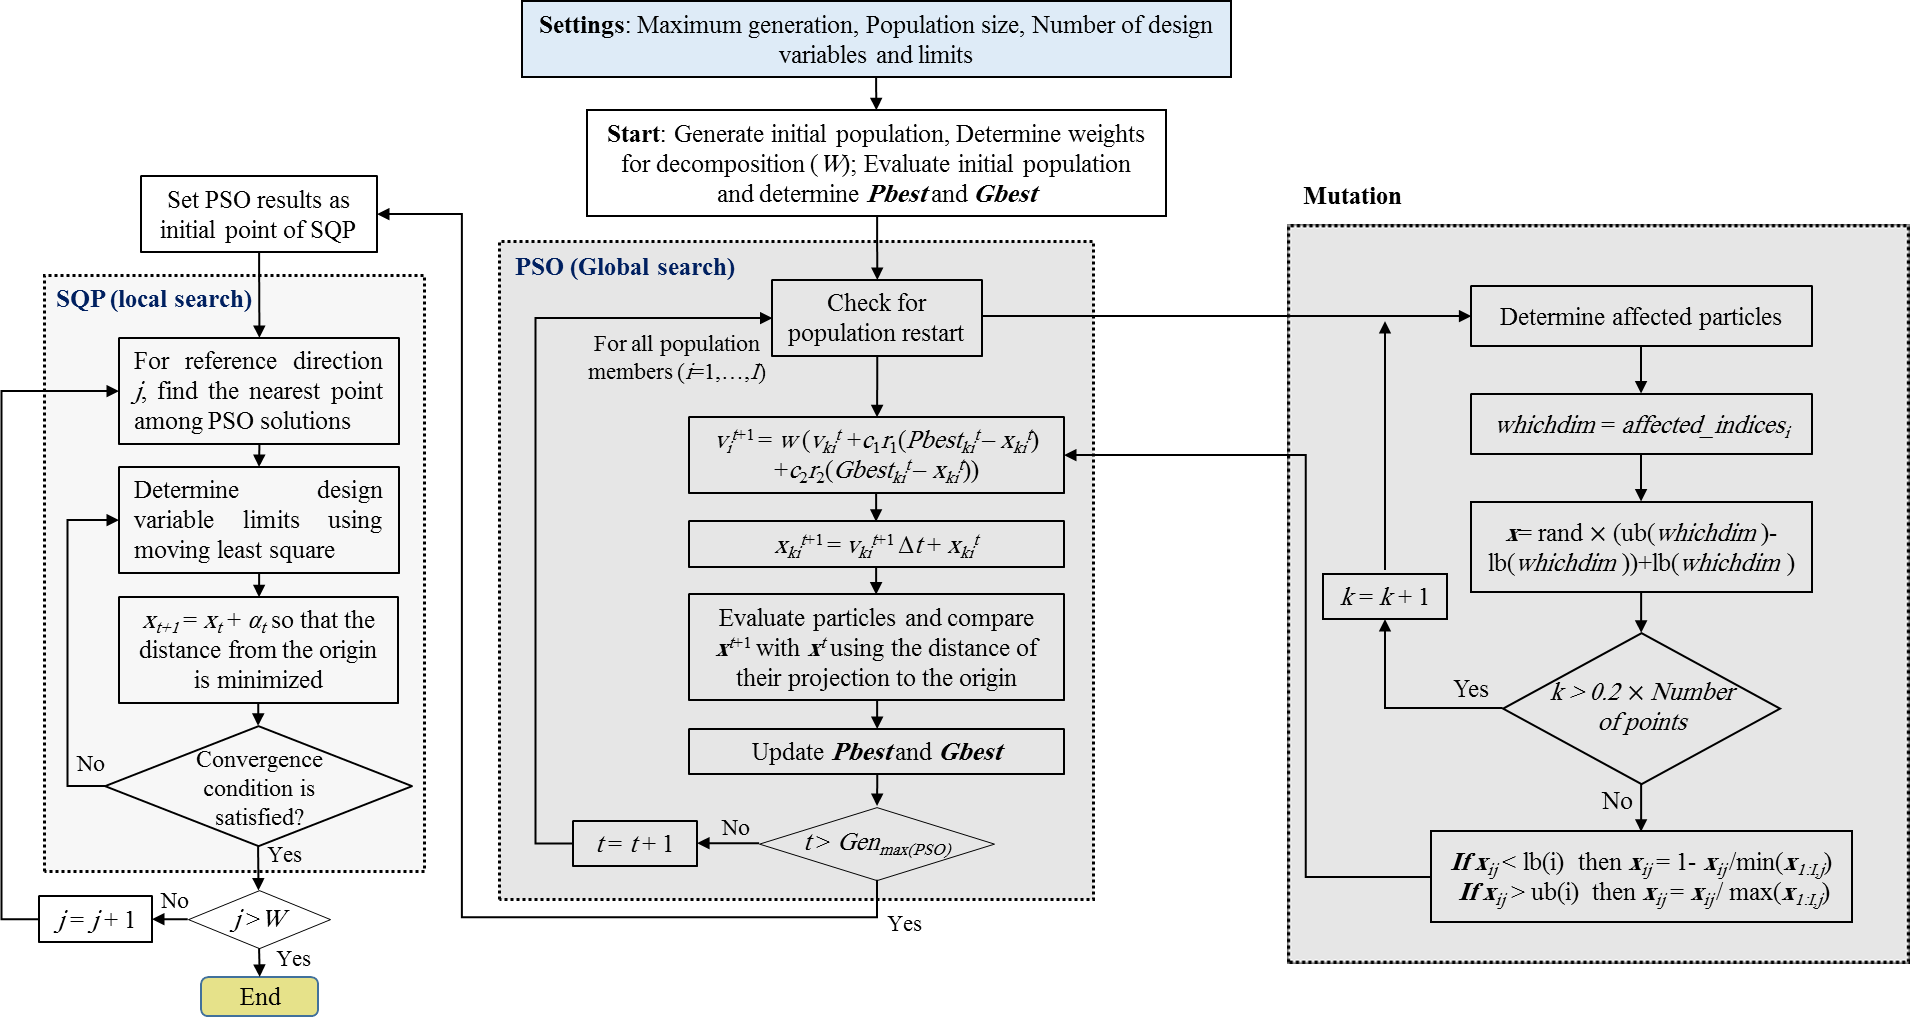 Settings: Maximum generation, Population size, Number of design
variables and limits
Start: Generate initial population, Determine weights
for decomposition (W); Evaluate initial population
and determine Pbest and Gbest
Set PSO results as
initial point of SQP
SQP (local search)
For reference direction
j, find the nearest point
among PSO solutions
Determine design
variable limits using
moving least square
x_{t+1} = x_t + α_t so that the
distance from the origin
is minimized
Convergence
condition is
satisfied?
No
Yes
j > W
No
j = j + 1
Yes
End
PSO (Global search)
Check for
population restart
For all population
members (i=1,…,I)
v_i^{t+1} = w (v_{ki}^t + c_1r_1(Pbest_{ki}^t – x_{ki}^t)
+c_2r_2(Gbest_{ki}^t – x_{ki}^t))
x_{ki}^{t+1} = v_{ki}^{t+1} Δt + x_{ki}^t
Evaluate particles and compare
x^{t+1} with x^t using the distance of
their projection to the origin
Update Pbest and Gbest
t > Gen_{max(PSO)}
No
t = t + 1
Yes
Mutation
Determine affected particles
whichdim = affected_indices_i
x= rand × (ub(whichdim)-
lb(whichdim))+lb(whichdim)
k > 0.2 × Number
of points
Yes
k = k + 1
No
If x_{ij} < lb(i) then x_{ij} = 1- x_{ij}/min(x_{1:I,j})
If x_{ij} > ub(i) then x_{ij} = x_{ij}/ max(x_{1:I,j})